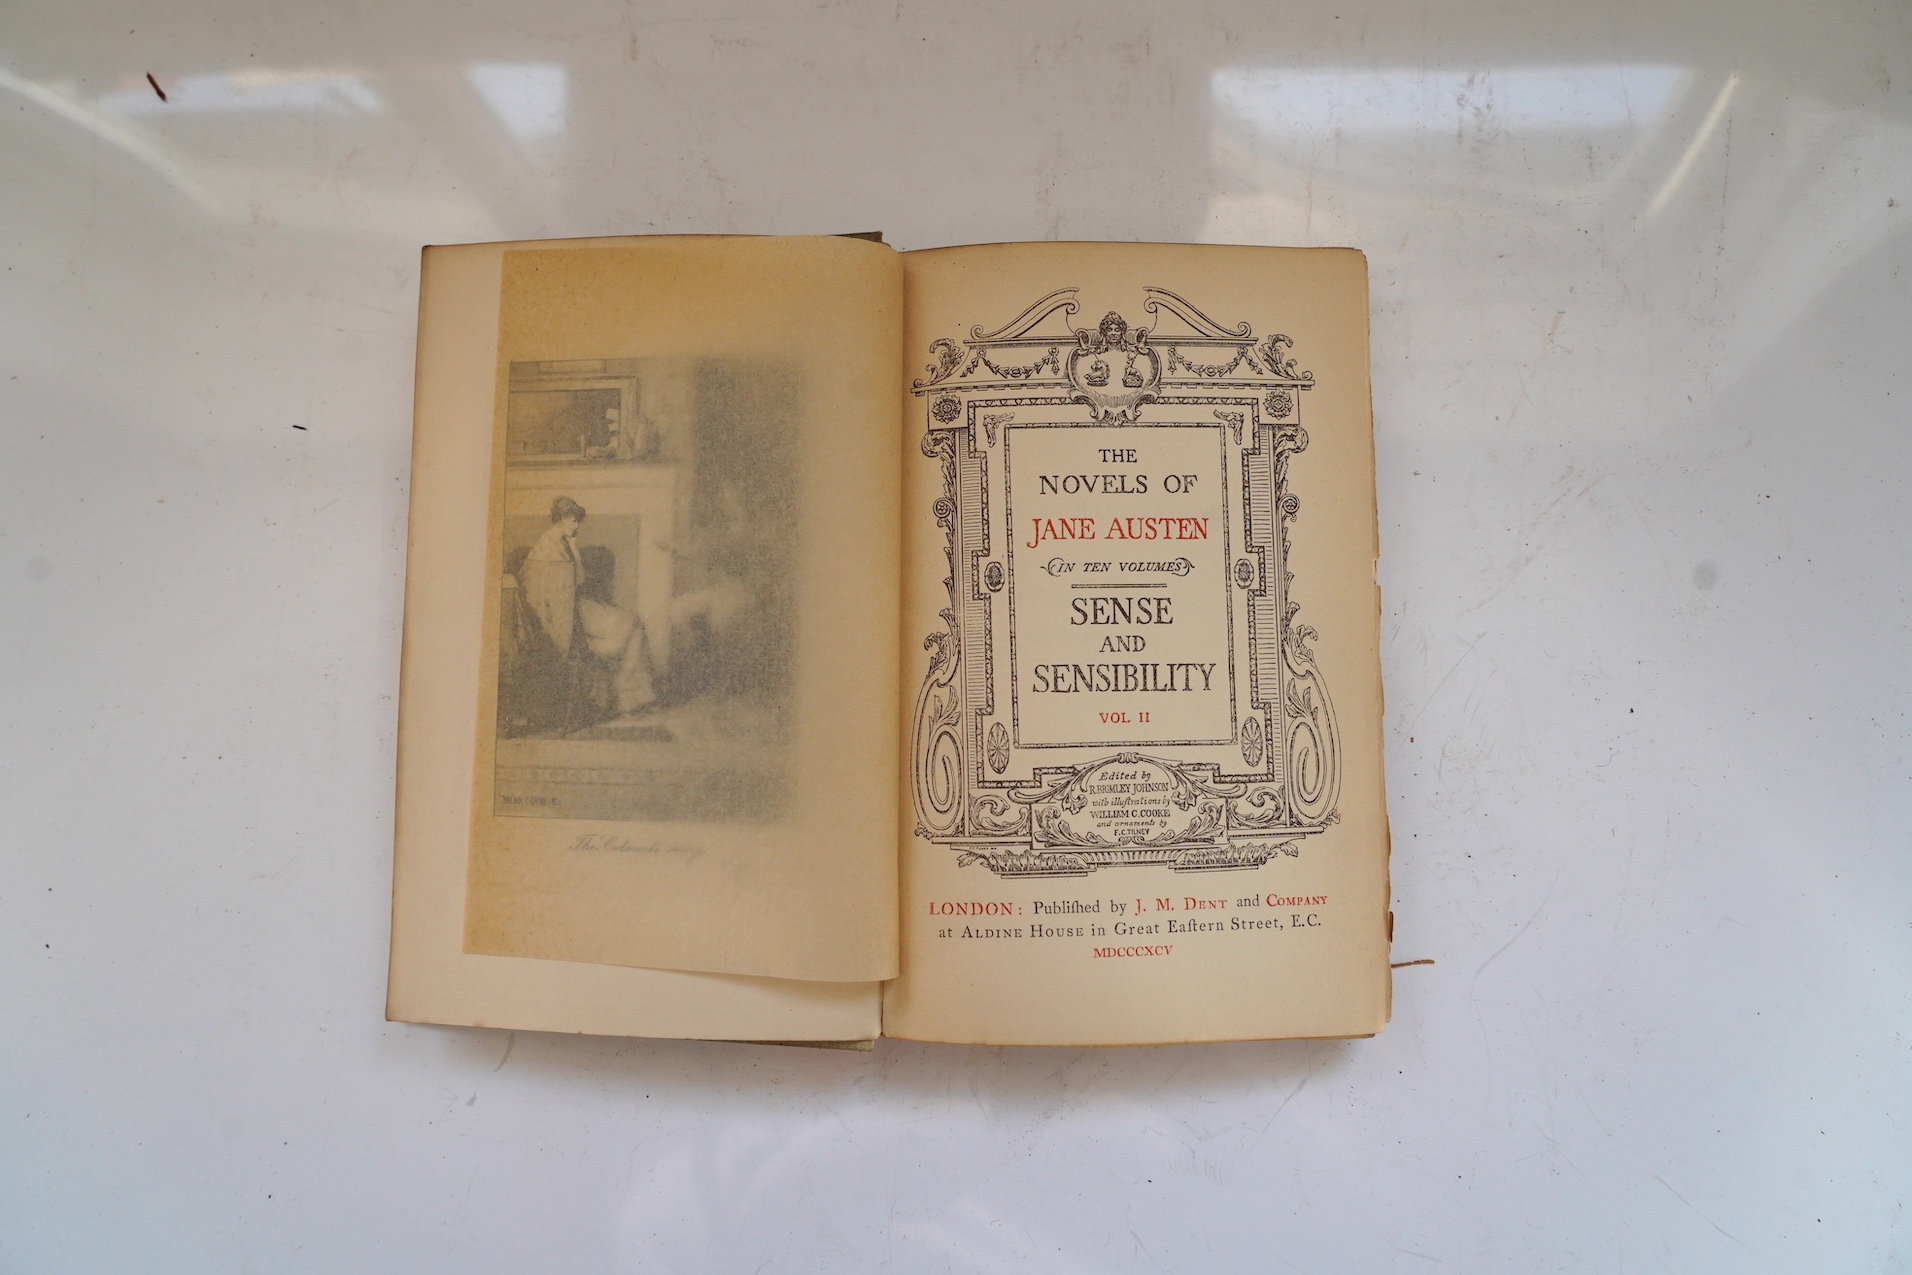 THE
NOVELS OF
JANE AUSTEN
IN TEN VOLUMES
SENSE
AND
SENSIBILITY
VOL II
Edited by
R. BRIMLEY JOHNSON
with illuſtrations by
WILLIAM C. COOKE
and ornaments by
F. C. TILNEY
LONDON: Publiſhed by J. M. DENT and COMPANY
at ALDINE HOUSE in Great Eaſtern Street, E.C.
MDCCCXCV